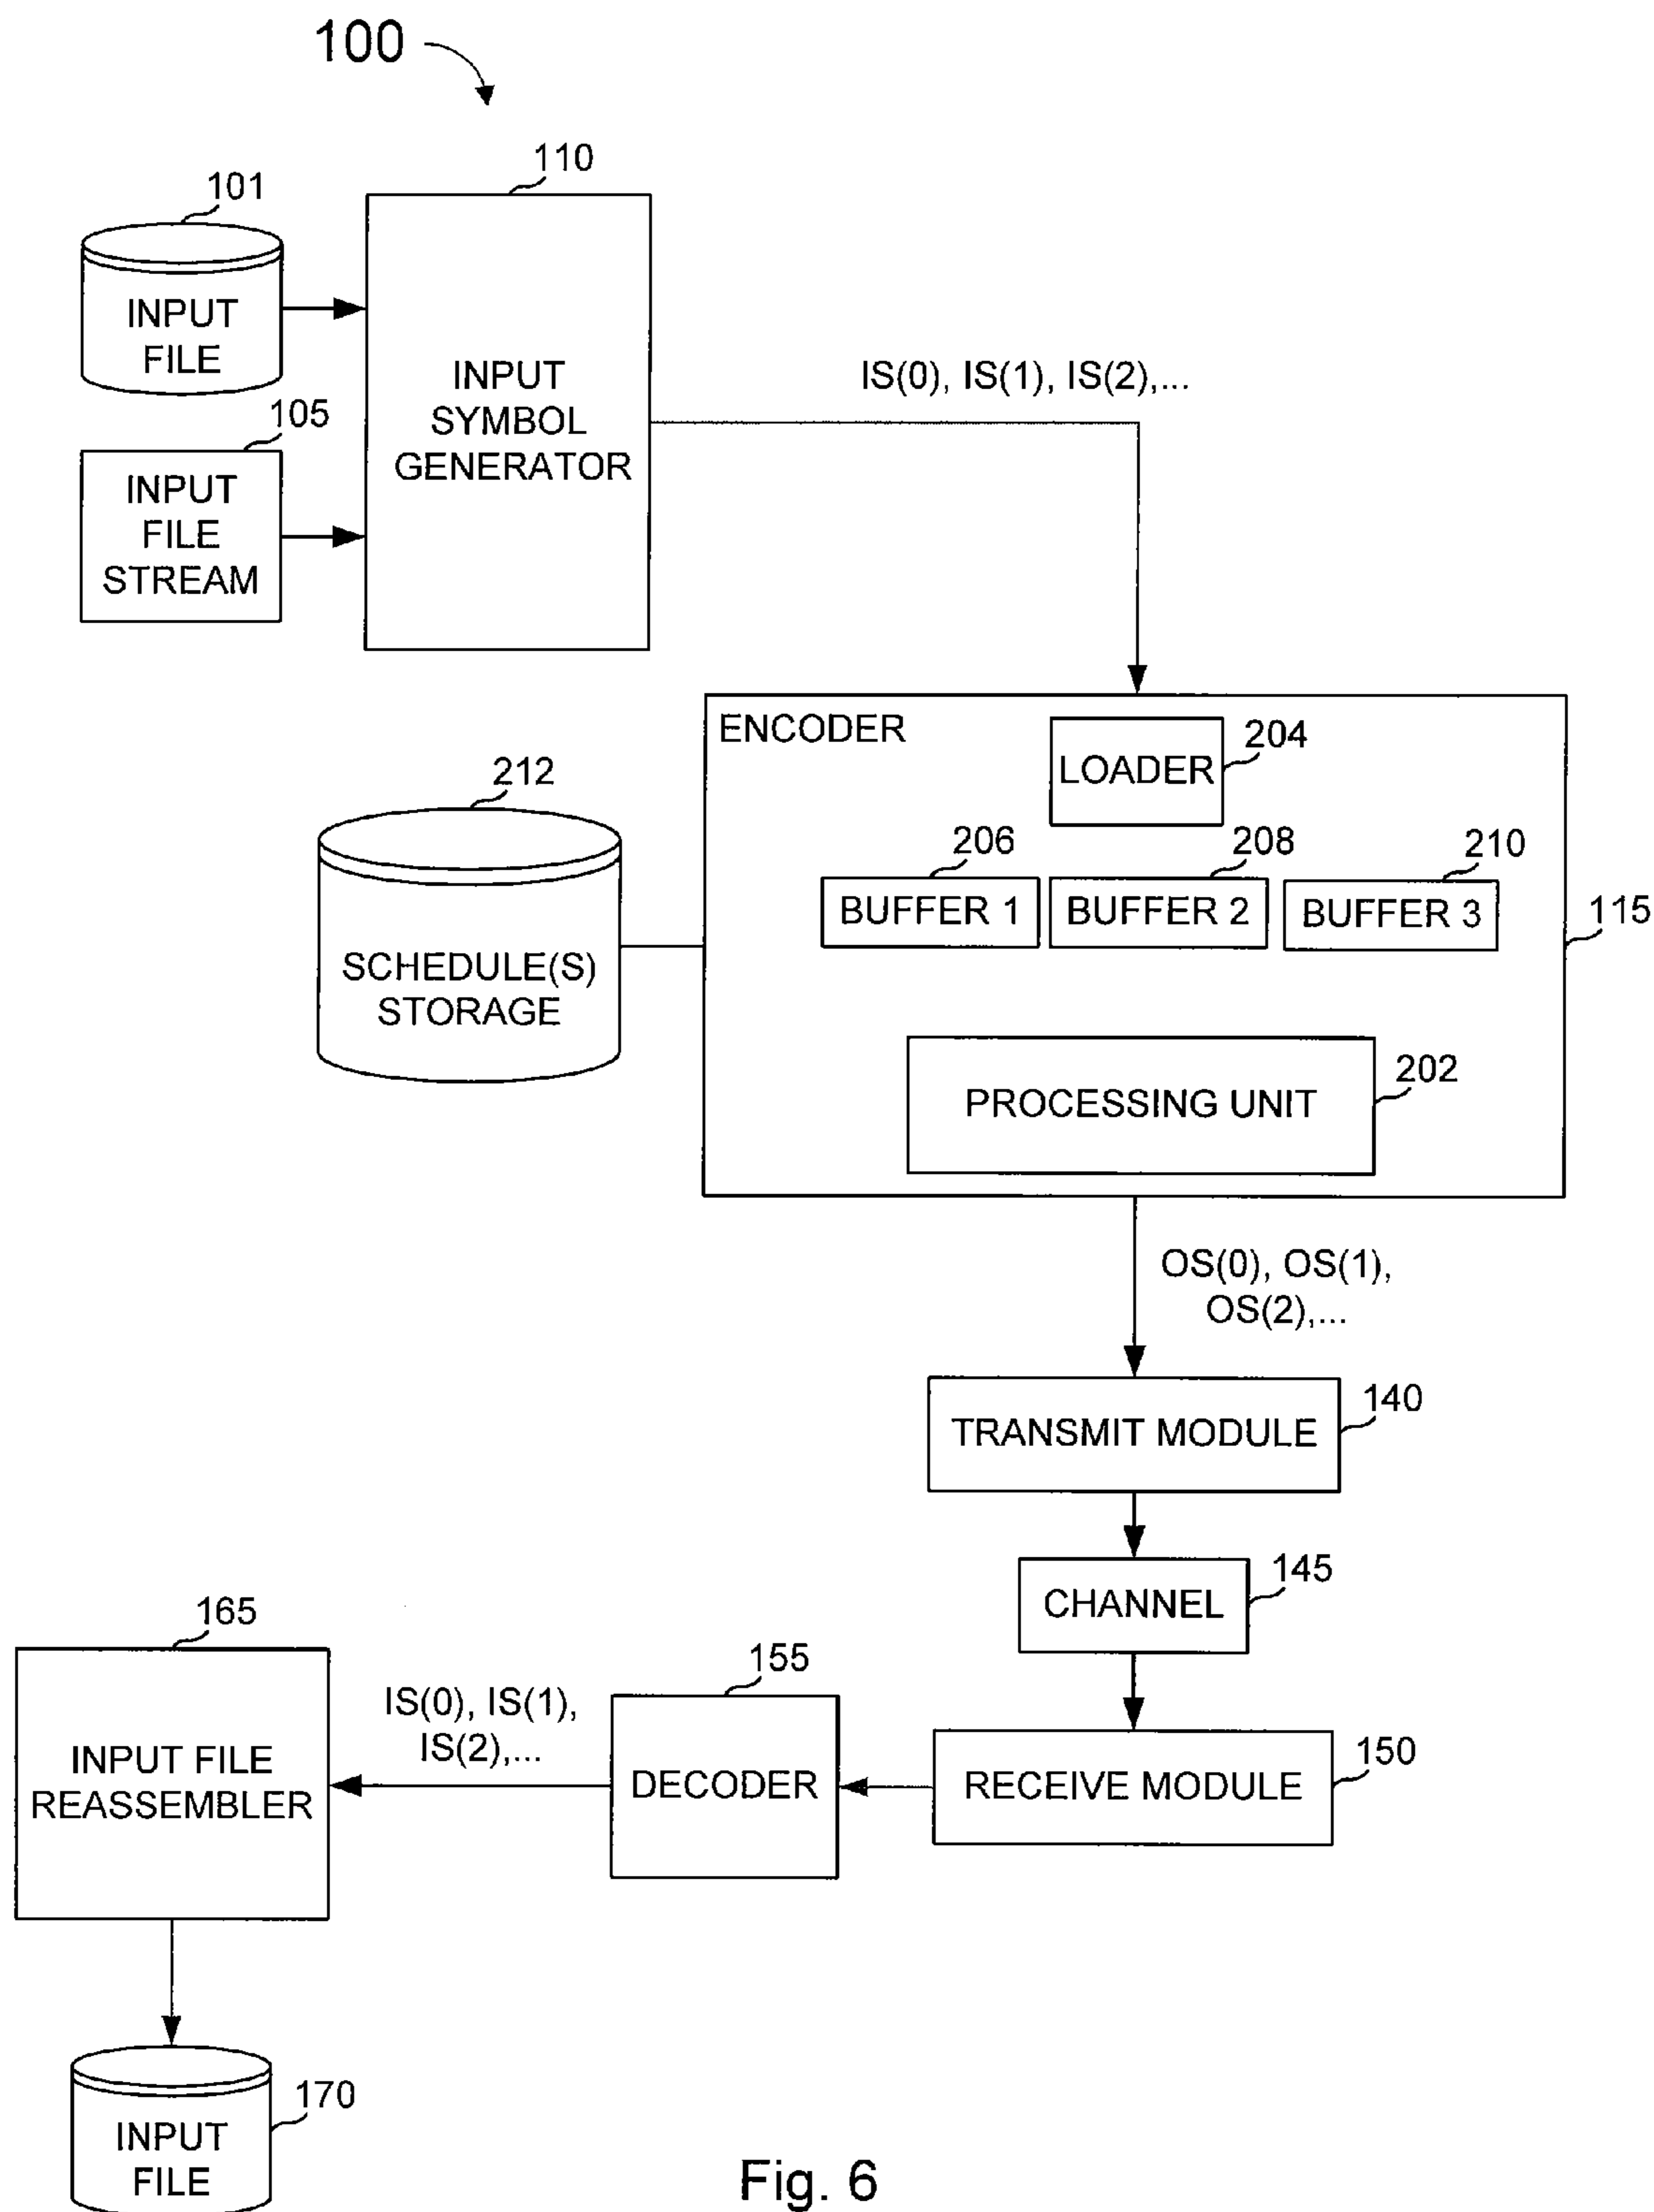 100
110
101
INPUT
FILE
105
INPUT
FILE
STREAM
INPUT
SYMBOL
GENERATOR
IS(0), IS(1), IS(2),...
ENCODER
204
LOADER
212
SCHEDULE(S)
STORAGE
206
208
210
BUFFER 1
BUFFER 2
BUFFER 3
115
202
PROCESSING UNIT
OS(0), OS(1),
OS(2),...
140
TRANSMIT MODULE
145
CHANNEL
150
RECEIVE MODULE
155
DECODER
IS(0), IS(1),
IS(2),...
165
INPUT FILE
REASSEMBLER
170
INPUT
FILE
Fig. 6